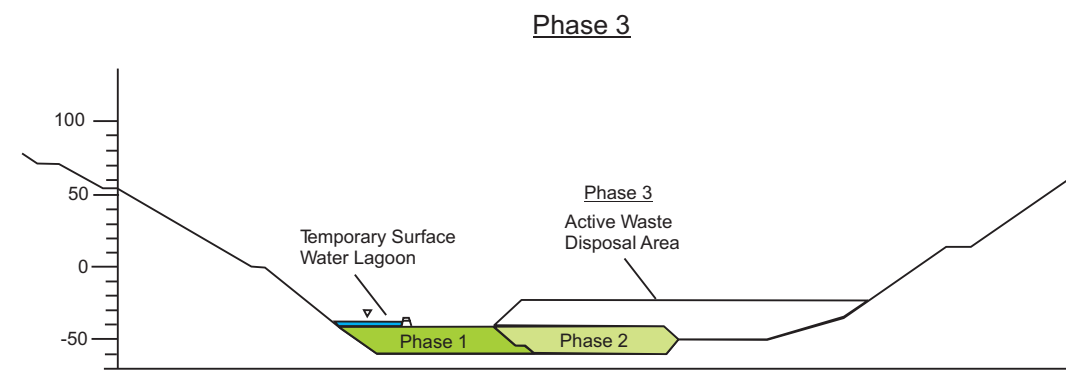 Phase 3
100
50
0
-50
Temporary Surface
Water Lagoon
Phase 3
Active Waste
Disposal Area
Phase 1
Phase 2